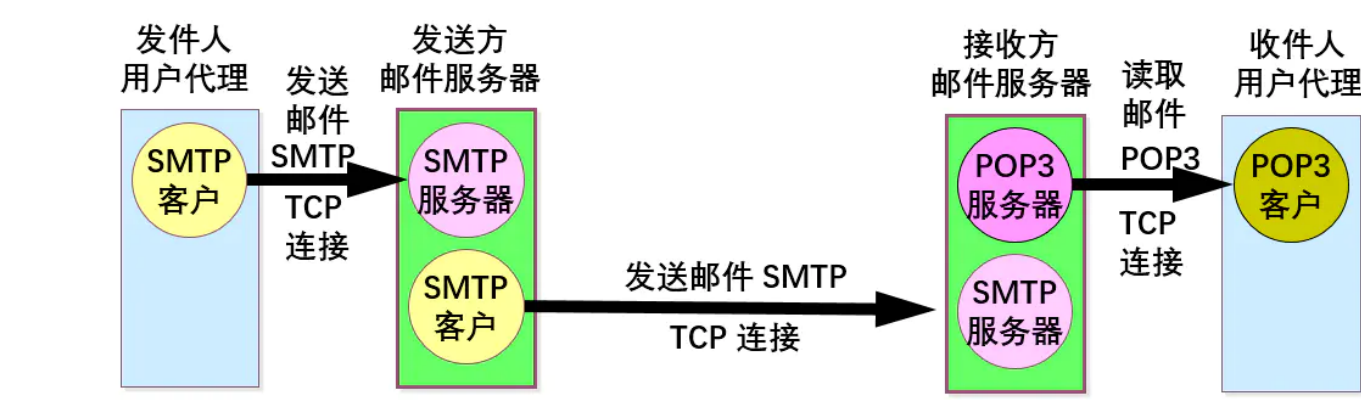 发件人
用户代理
发送
邮件
SMTP
TCP
连接
发送方
邮件服务器
SMTP
客户
SMTP
服务器
SMTP
客户
发送邮件 SMTP
TCP 连接
接收方
邮件服务器
POP3
服务器
SMTP
服务器
读取
邮件
POP3
TCP
连接
收件人
用户代理
POP3
客户